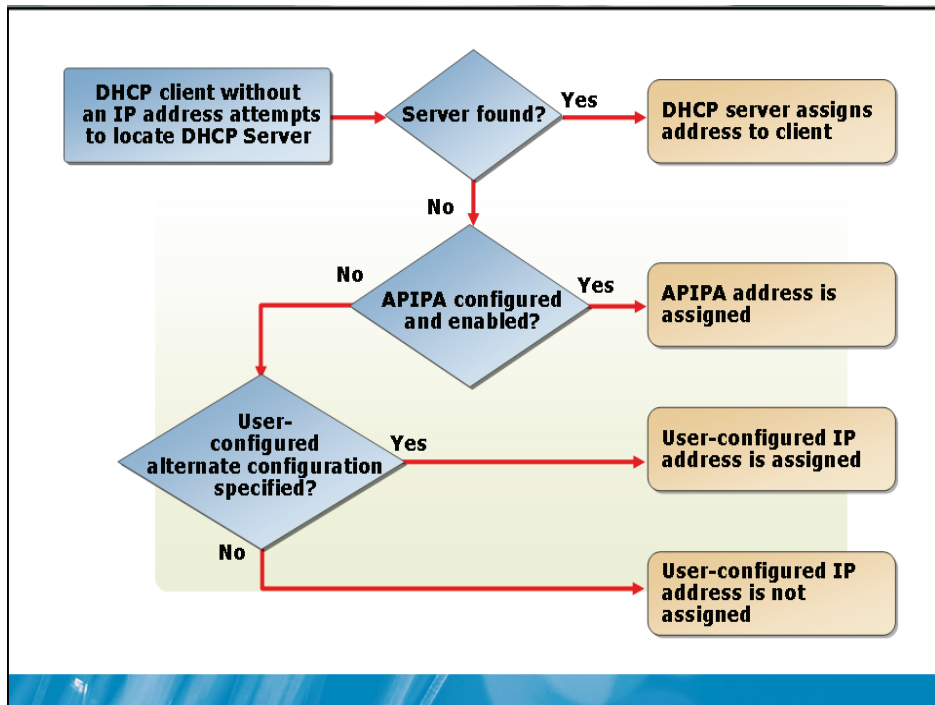 DHCP client without
an IP address attempts
to locate DHCP Server
Server found?
Yes
DHCP server assigns
address to client
No
APIPA configured
and enabled?
No
Yes
APIPA address is
assigned
User-
configured
alternate configuration
specified?
Yes
User-configured IP
address is assigned
No
User-configured IP
address is not
assigned